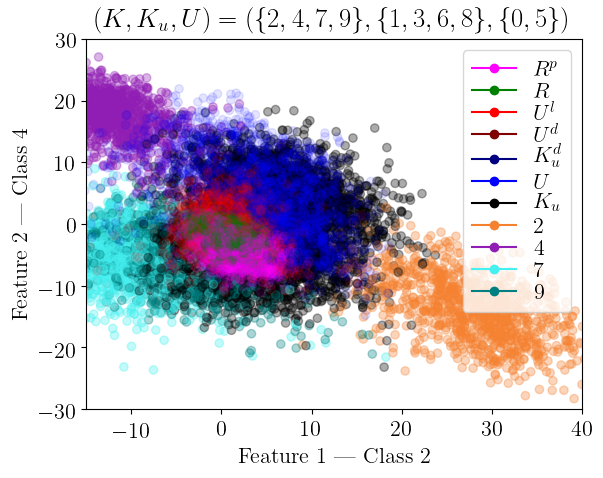 (K, K_u, U) = ({2, 4, 7, 9}, {1, 3, 6, 8}, {0, 5})
30
20
10
0
−10
−20
−30
Feature 2 — Class 4
R^p
R
U^l
U^d
K_u^d
U
K_u
2
4
7
9
−10
0
10
20
30
40
Feature 1 — Class 2